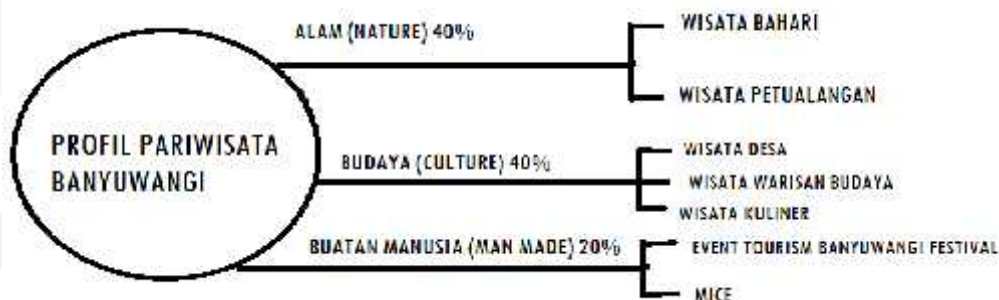 ALAM (NATURE) 40%
WISATA BAHARI
WISATA PETUALANGAN
PROFIL PARIWISATA
BANYUWANGI
BUDAYA (CULTURE) 40%
WISATA DESA
WISATA WARISAN BUDAYA
WISATA KULINER
BUATAN MANUSIA (MAN MADE) 20%
EVENT TOURISM BANYUWANGI FESTIVAL
MICE